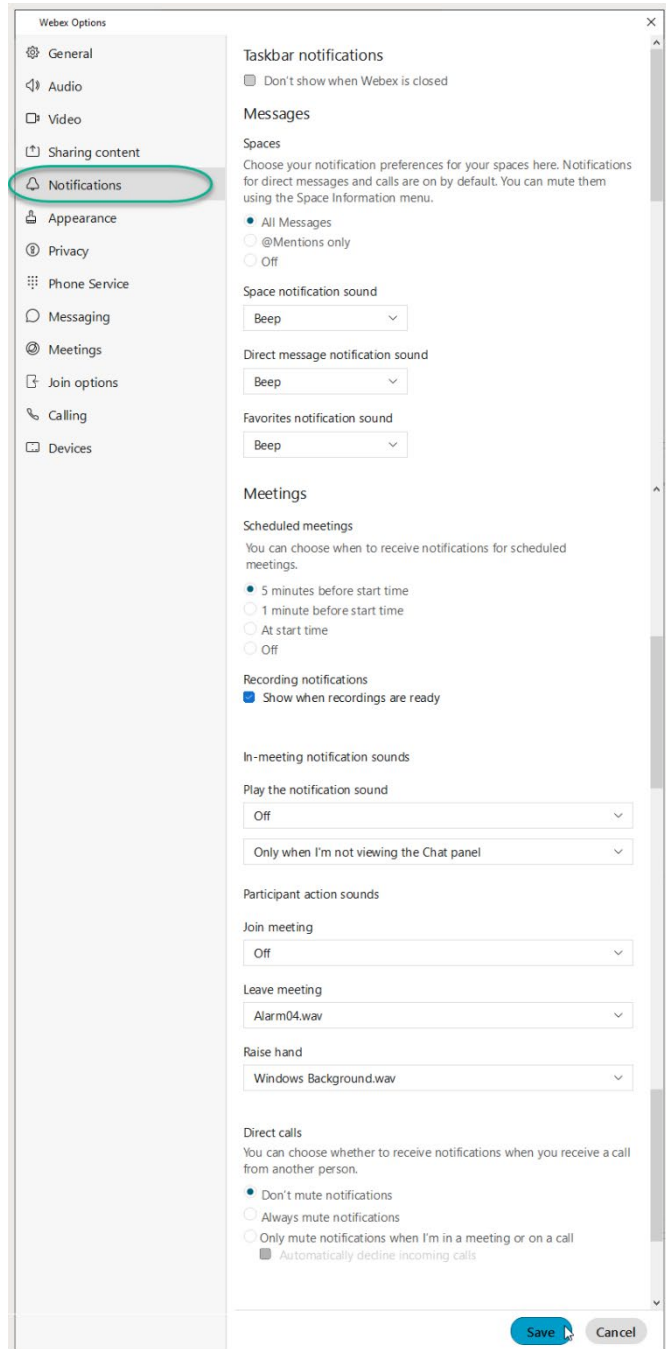 Webex Options
General
Audio
Video
Sharing content
Notifications
Appearance
Privacy
Phone Service
Messaging
Meetings
Join options
Calling
Devices
Taskbar notifications
Don't show when Webex is closed
Messages
Spaces
Choose your notification preferences for your spaces here. Notifications
for direct messages and calls are on by default. You can mute them
using the Space Information menu.
All Messages
@Mentions only
Off
Space notification sound
Beep
Direct message notification sound
Beep
Favorites notification sound
Beep
Meetings
Scheduled meetings
You can choose when to receive notifications for scheduled
meetings.
5 minutes before start time
1 minute before start time
At start time
Off
Recording notifications
Show when recordings are ready
In-meeting notification sounds
Play the notification sound
Off
Only when I'm not viewing the Chat panel
Participant action sounds
Join meeting
Off
Leave meeting
Alarm04.wav
Raise hand
Windows Background.wav
Direct calls
You can choose whether to receive notifications when you receive a call
from another person.
Don't mute notifications
Always mute notifications
Only mute notifications when I'm in a meeting or on a call
Automatically decline incoming calls
Save
Cancel